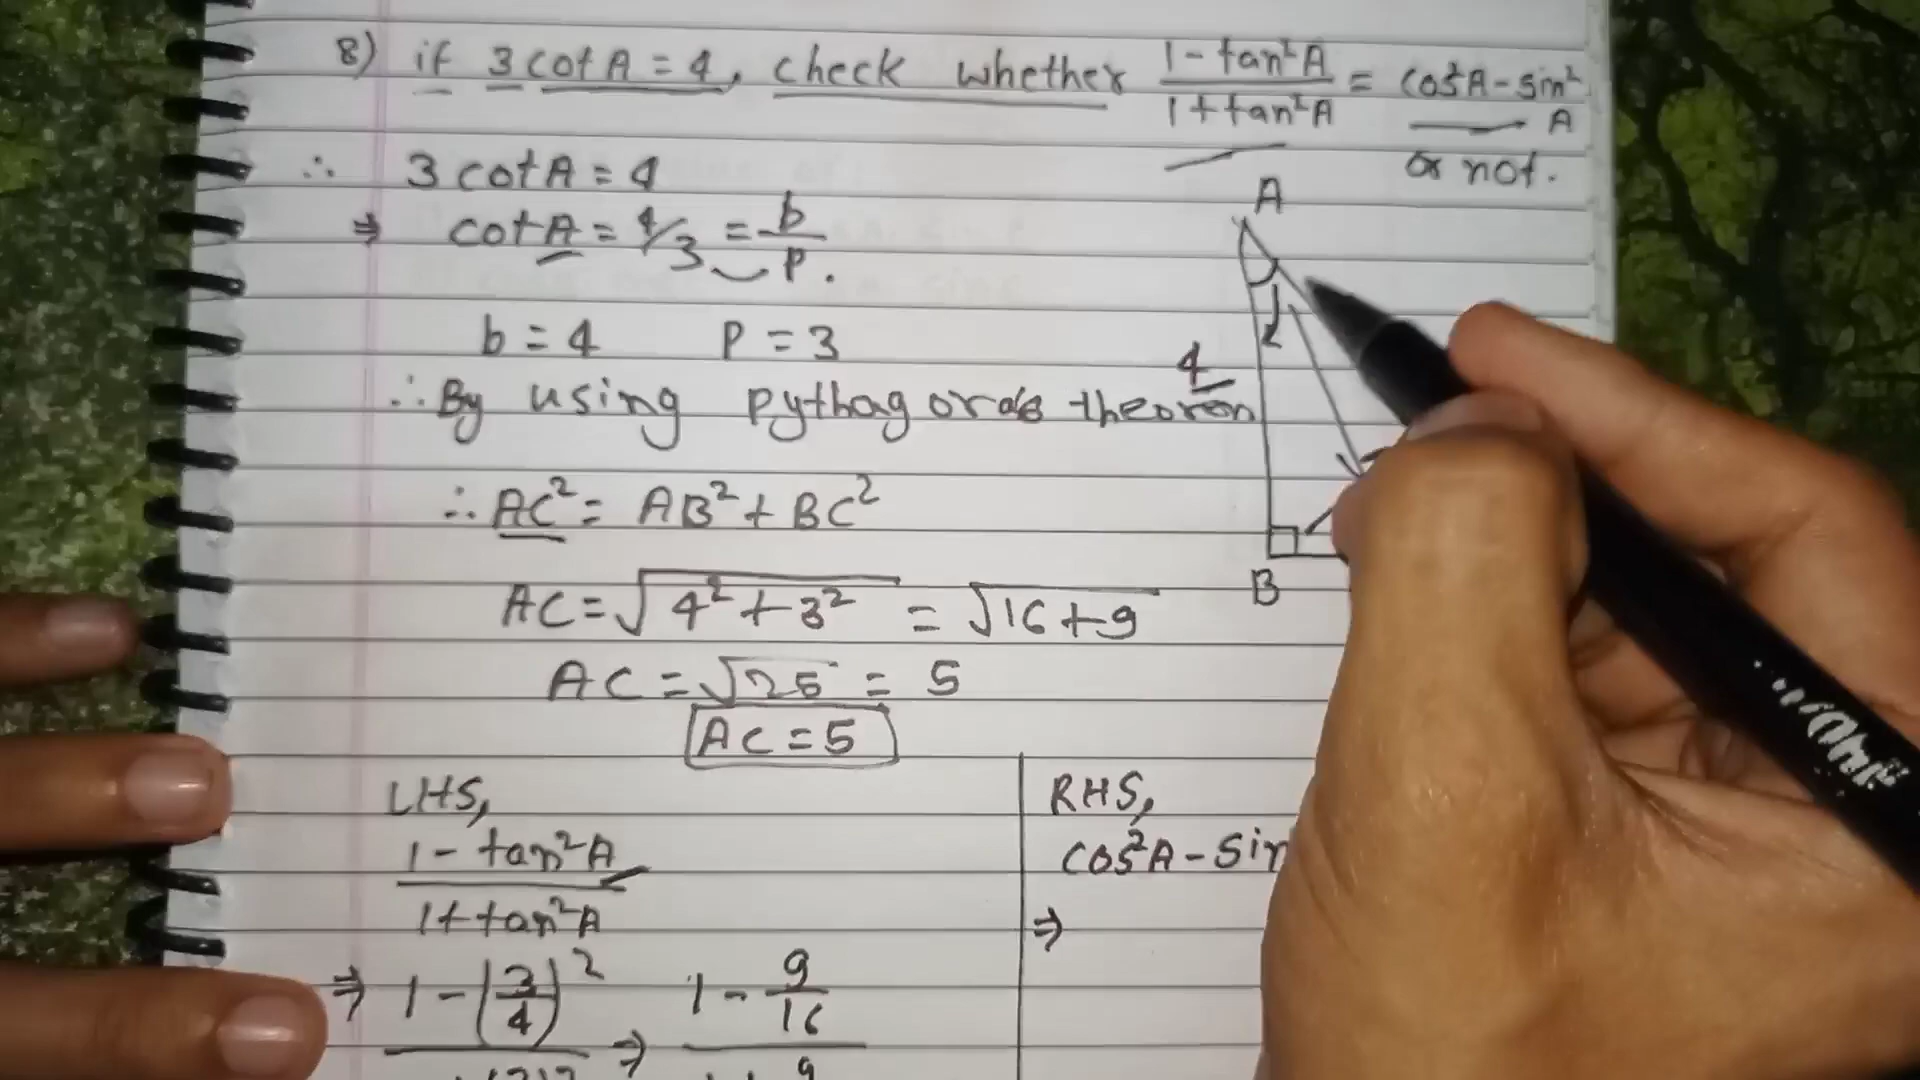 8) if 3 cot A = 4, check whether 1 - tan²A / 1 + tan²A = cos²A - sin² A
or not.
∴ 3 cot A = 4
⇒ cot A = 4/3 = b/p.
b = 4 p = 3
∴ By using
theorem
∴ AC² = AB² + BC²
AC = √4² + 3² = √16 + 9
AC = √25 = 5
AC = 5
A
4
B
LHS,
1 - tan²A / 1 + tan²A
⇒ 1 - (3/4)² ⇒ 1 - 9/16
9
RHS,
cos²A - sin
⇒